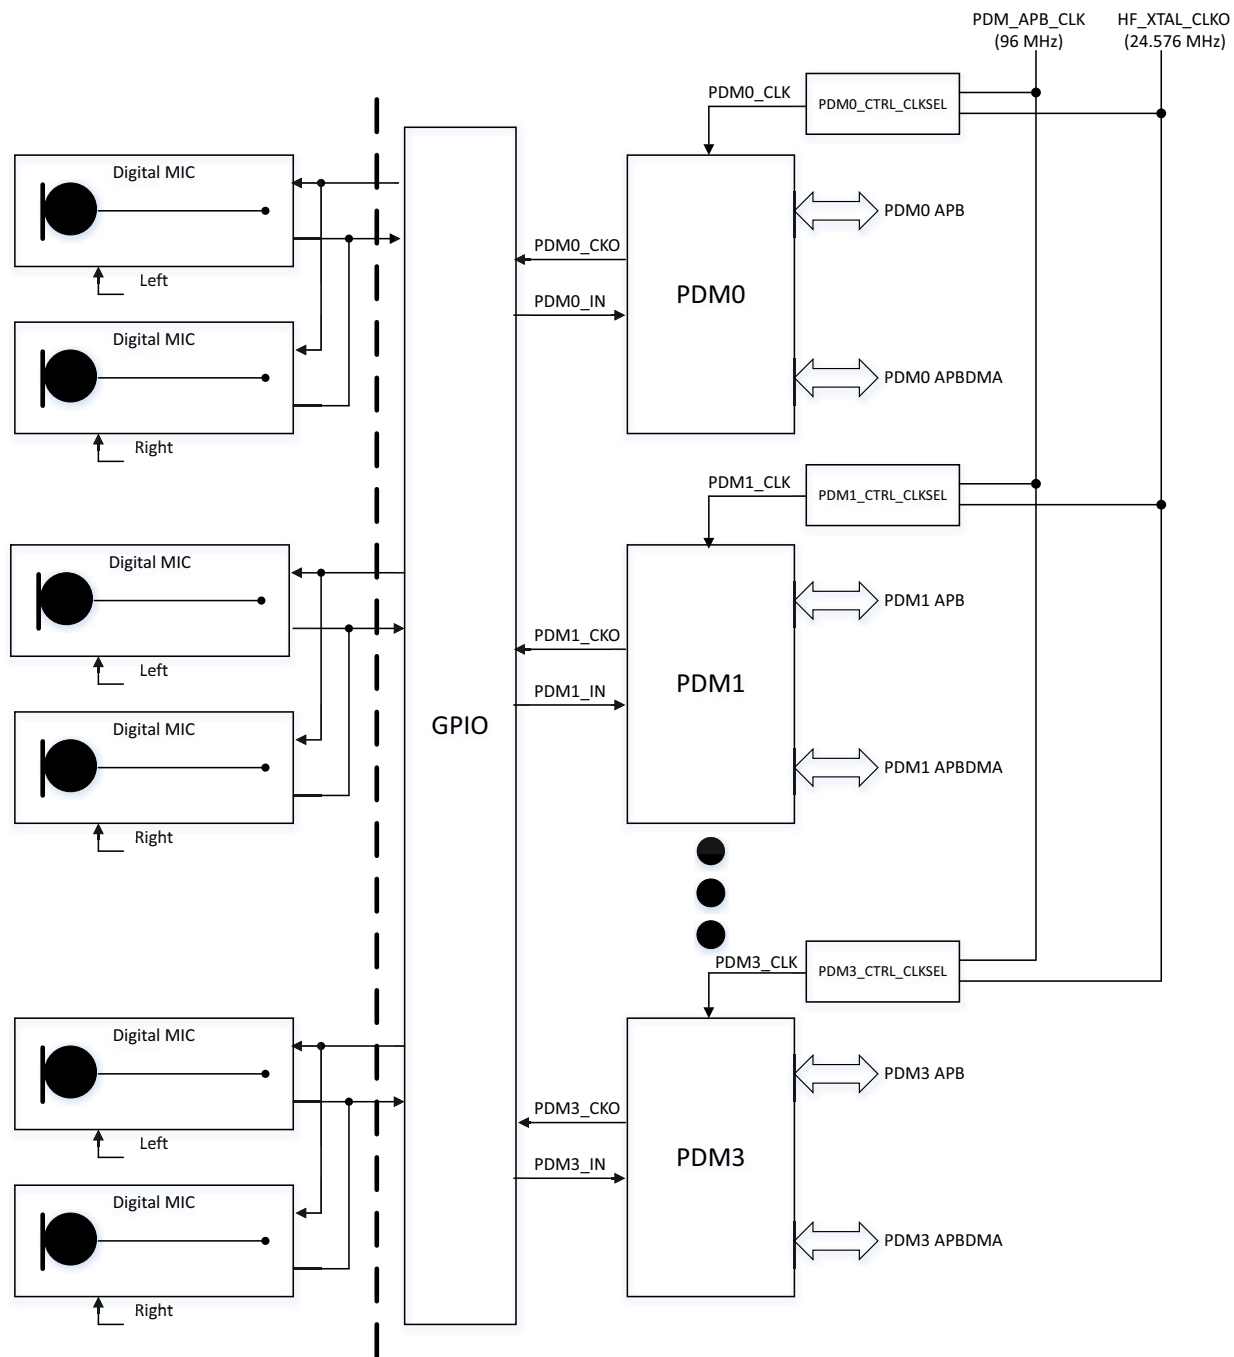 PDM_APB_CLK
(96 MHz)
HF_XTAL_CLKO
(24.576 MHz)
PDM0_CLK
PDM0_CTRL_CLKSEL
Digital MIC
Left
Digital MIC
Right
PDM0_CKO
PDM0_IN
PDM0
PDM0 APB
PDM0 APBDMA
PDM1_CLK
PDM1_CTRL_CLKSEL
Digital MIC
Left
Digital MIC
Right
GPIO
PDM1_CKO
PDM1_IN
PDM1
PDM1 APB
PDM1 APBDMA
PDM3_CLK
PDM3_CTRL_CLKSEL
Digital MIC
Left
Digital MIC
Right
PDM3_CKO
PDM3_IN
PDM3
PDM3 APB
PDM3 APBDMA